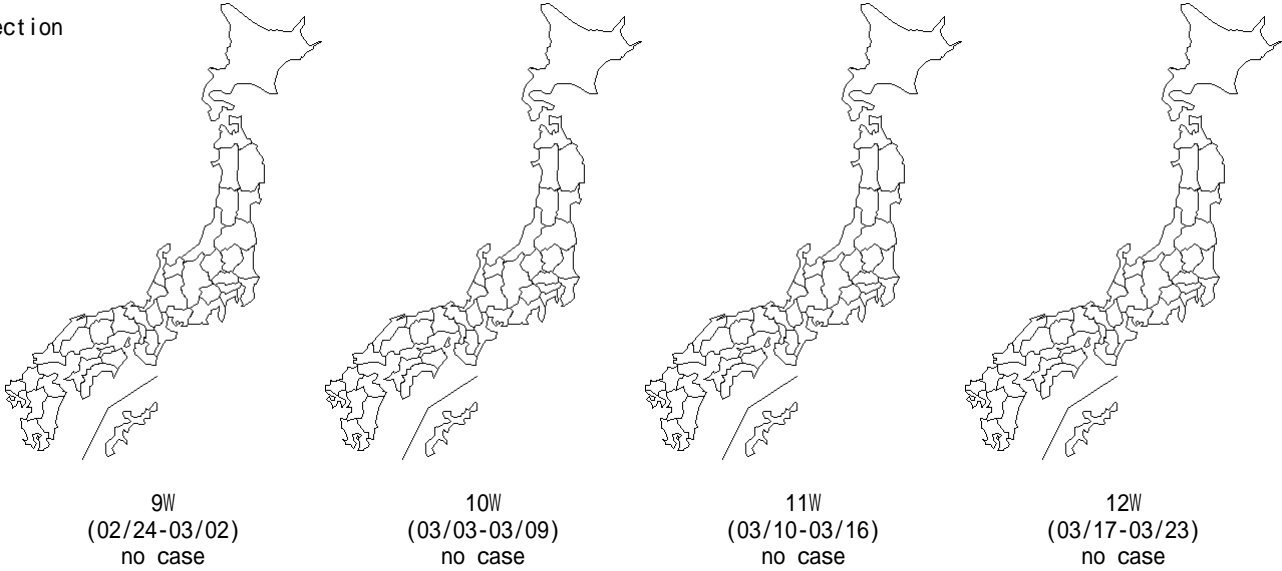 ection
9W
(02/24-03/02)
no case
10W
(03/03-03/09)
no case
11W
(03/10-03/16)
no case
12W
(03/17-03/23)
no case